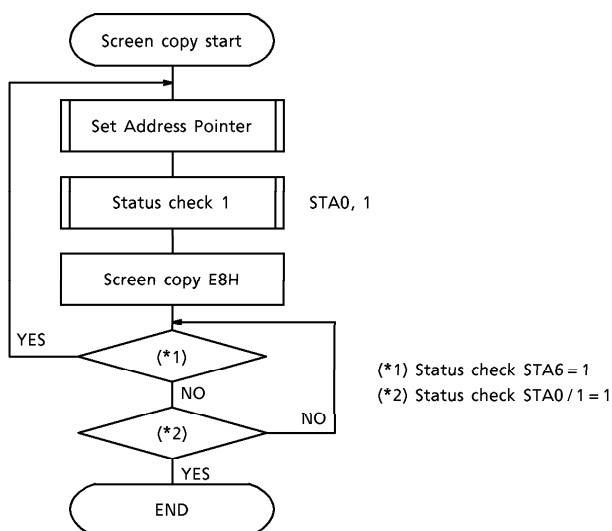 Screen copy start
Set Address Pointer
Status check 1
STA0, 1
Screen copy E8H
YES
(*1)
NO
(*2)
NO
YES
END
(*1) Status check STA6 = 1
(*2) Status check STA0 / 1 = 1